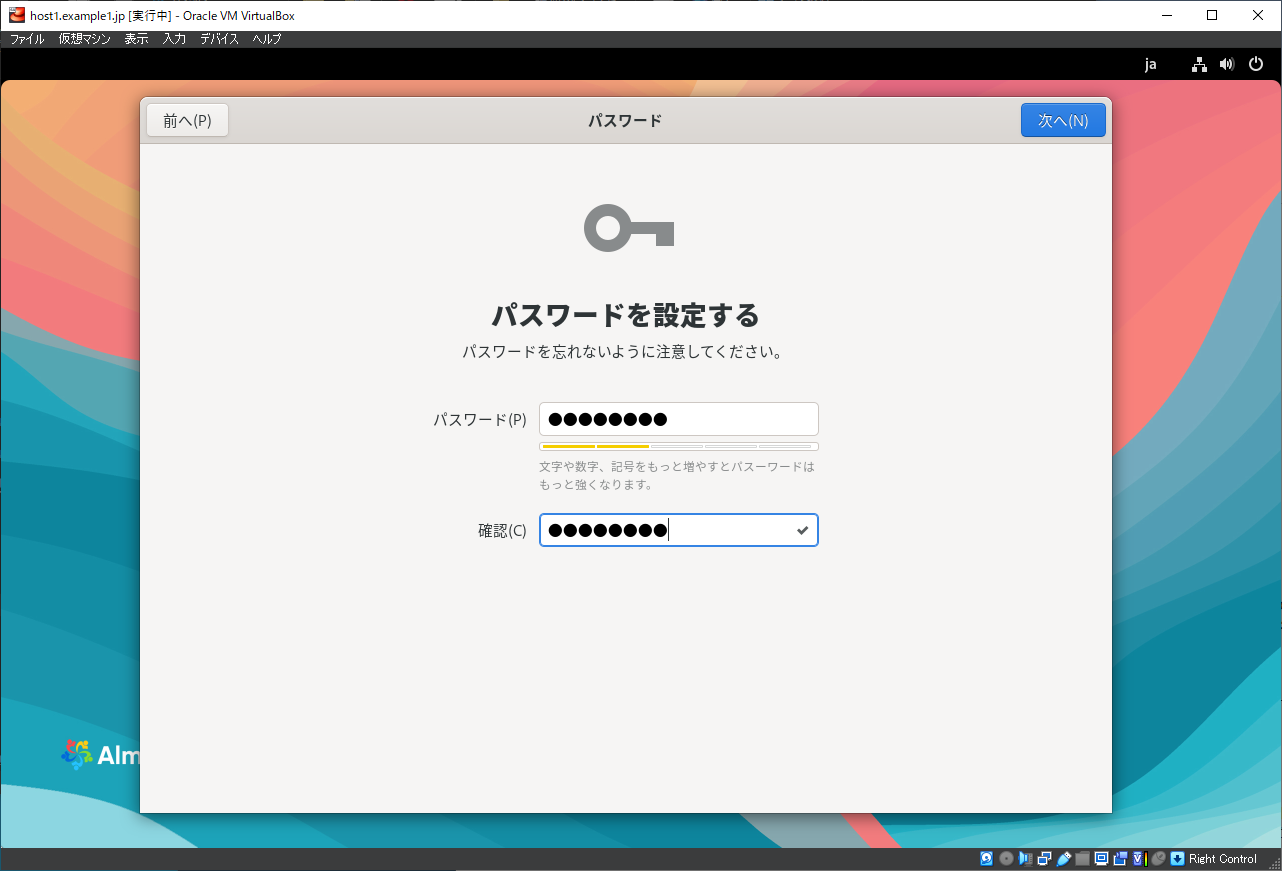 host1.example1.jp [実行中] - Oracle VM VirtualBox
ファイル 仮想マシン 表示 入力 デバイス ヘルプ
ja
前へ(P) パスワード 次へ(N)
パスワードを設定する
パスワードを忘れないように注意してください。
パスワード(P) ●●●●●●●●
文字や数字、記号をもっと増やすとパスーワードは
もっと強くなります。
確認(C) ●●●●●●●●
Alm
Right Control